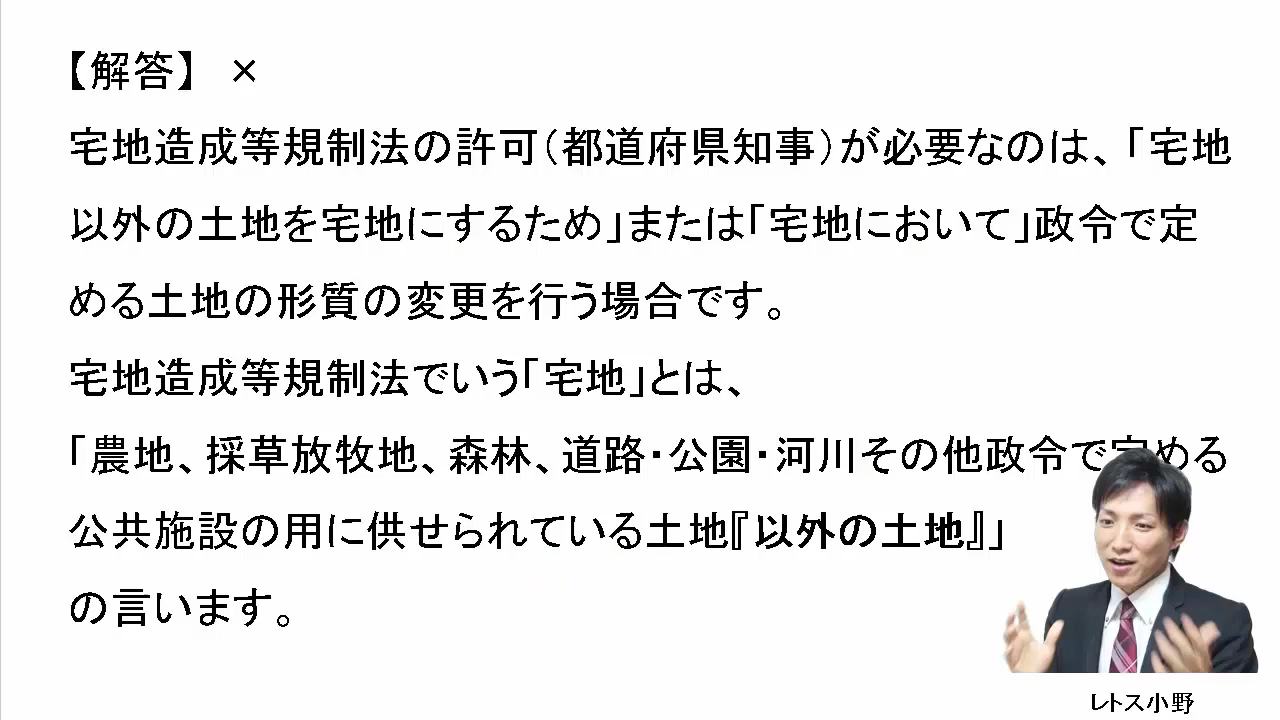 【解答】 ×
宅地造成等規制法の許可（都道府県知事）が必要なのは、「宅地
以外の土地を宅地にするため」または「宅地において」政令で定
める土地の形質の変更を行う場合です。
宅地造成等規制法でいう「宅地」とは、
「農地、採草放牧地、森林、道路・公園・河川その他政令で定める
公共施設の用に供せられている土地『以外の土地』」
の言います。
レトス小野